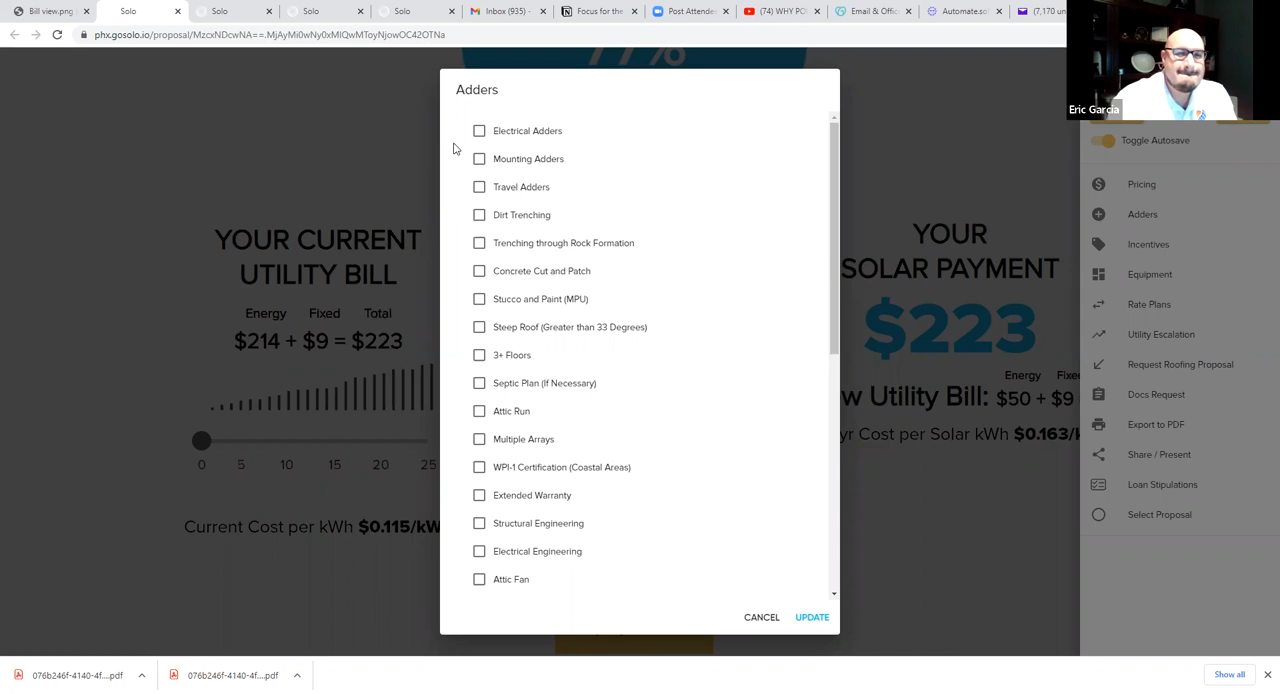 Bill view.png
Solo
Solo
Solo
Solo
Inbox (935) -
Focus for the
Post Attendee
(74) WHY PO
Email & Offic
Automate.so
(7,170 un
phx.gosolo.io/proposal/MzcxNDcwNA==.MjAyMi0wNy0xMlQwMToyNjowOC42OTNa
77%
Eric Garcia
Adders
Electrical Adders
Mounting Adders
Travel Adders
Dirt Trenching
Trenching through Rock Formation
Concrete Cut and Patch
Stucco and Paint (MPU)
Steep Roof (Greater than 33 Degrees)
3+ Floors
Septic Plan (If Necessary)
Attic Run
Multiple Arrays
WPI-1 Certification (Coastal Areas)
Extended Warranty
Structural Engineering
Electrical Engineering
Attic Fan
CANCEL UPDATE
YOUR CURRENT
UTILITY BILL
Energy Fixed Total
$214 + $9 = $223
0 5 10 15 20 25
Current Cost per kWh $0.115/kW
YOUR
SOLAR PAYMENT
$223
Energy Fixe
w Utility Bill: $50 + $9
yr Cost per Solar kWh $0.163/k
Toggle Autosave
Pricing
Adders
Incentives
Equipment
Rate Plans
Utility Escalation
Request Roofing Proposal
Docs Request
Export to PDF
Share / Present
Loan Stipulations
Select Proposal
076b246f-4140-4f....pdf
076b246f-4140-4f....pdf
Show all